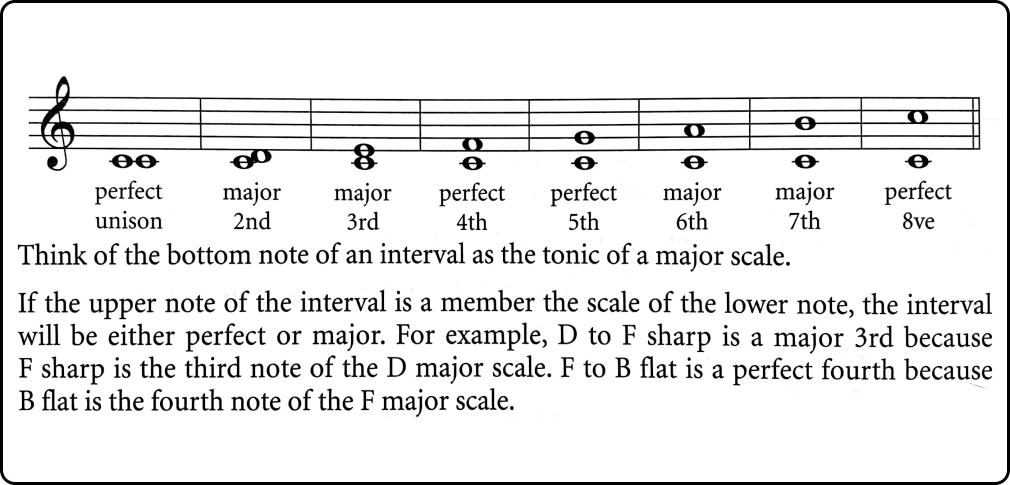 perfect major major perfect perfect major major perfect
unison 2nd 3rd 4th 5th 6th 7th 8ve
Think of the bottom note of an interval as the tonic of a major scale.
If the upper note of the interval is a member the scale of the lower note, the interval
will be either perfect or major. For example, D to F sharp is a major 3rd because
F sharp is the third note of the D major scale. F to B flat is a perfect fourth because
B flat is the fourth note of the F major scale.